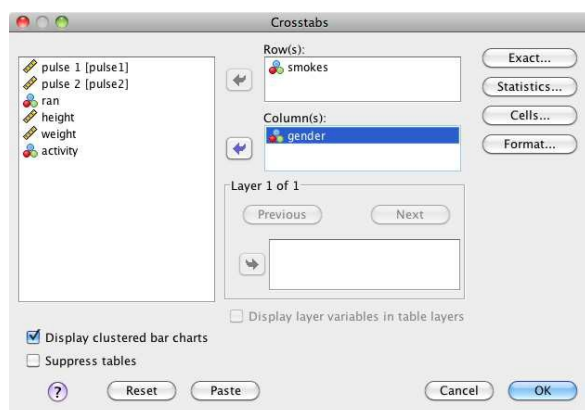 Crosstabs
pulse 1 [pulse1]
pulse 2 [pulse2]
ran
height
weight
activity
Row(s):
smokes
Column(s):
gender
Layer 1 of 1
Previous
Next
Display layer variables in table layers
Exact...
Statistics...
Cells...
Format...
Display clustered bar charts
Suppress tables
?
Reset
Paste
Cancel
OK